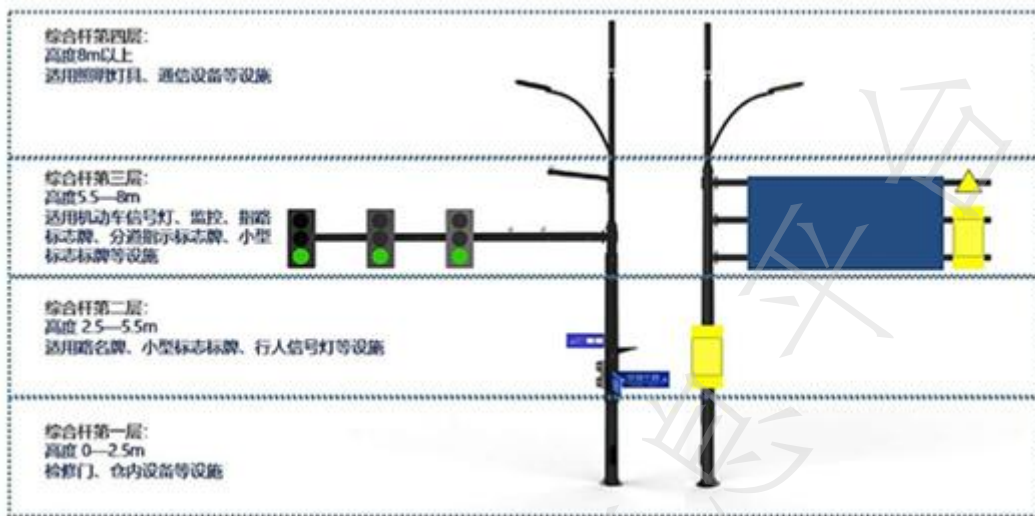 综合杆第四层：
高度8m以上
适用照明灯具、通信设备等设施
综合杆第三层：
高度5.5—8m
适用机动车信号灯、监控、指路
标志牌、分道指示标志牌、小型
标志标牌等设施
综合杆第二层：
高度 2.5—5.5m
适用路名牌、小型标志标牌、行人信号灯等设施
综合杆第一层：
高度 0—2.5m
检修门、仓内设备等设施